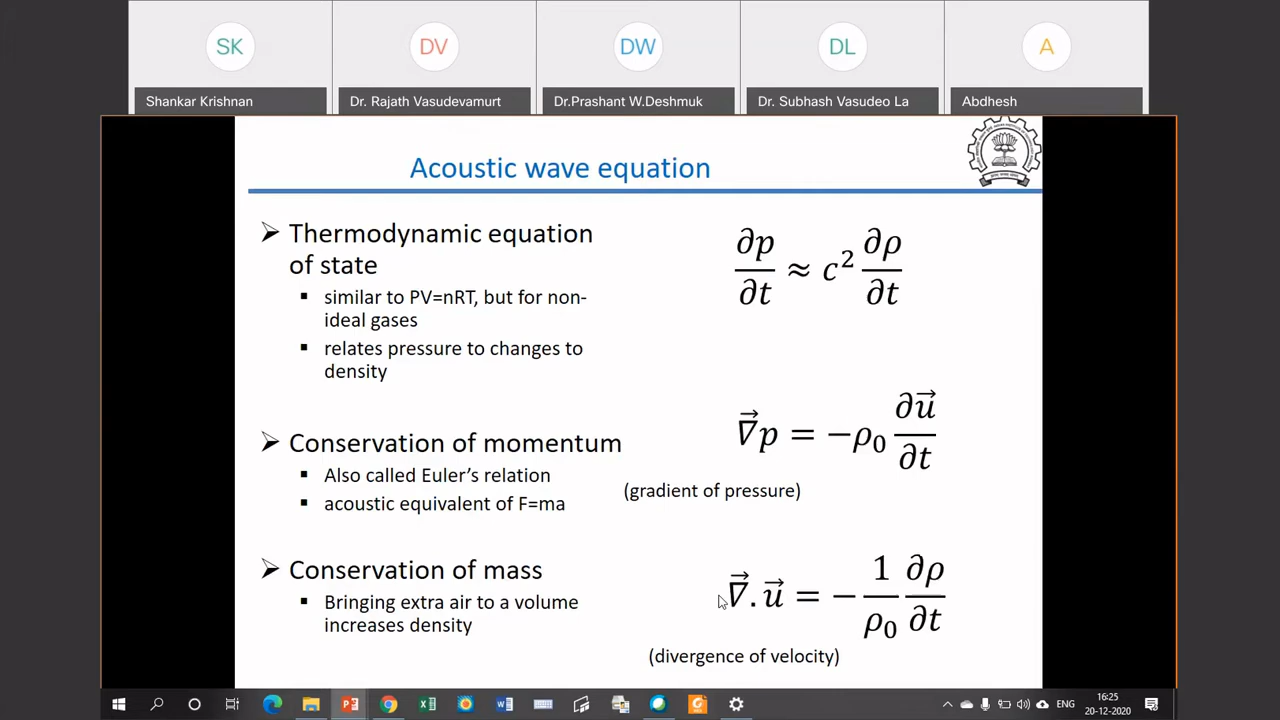 SK
DV
DW
DL
A
Shankar Krishnan
Dr. Rajath Vasudevamurt
Dr.Prashant W.Deshmuk
Dr. Subhash Vasudeo La
Abdhesh
Acoustic wave equation
➢ Thermodynamic equation
of state
▪ similar to PV=nRT, but for non-
ideal gases
▪ relates pressure to changes to
density
∂p/∂t ≈ c² ∂ρ/∂t
➢ Conservation of momentum
▪ Also called Euler's relation
▪ acoustic equivalent of F=ma
∇⃗p = −ρ₀ ∂u⃗/∂t
(gradient of pressure)
➢ Conservation of mass
▪ Bringing extra air to a volume
increases density
∇⃗.u⃗ = − 1/ρ₀ ∂ρ/∂t
(divergence of velocity)
ENG
16:25
20-12-2020